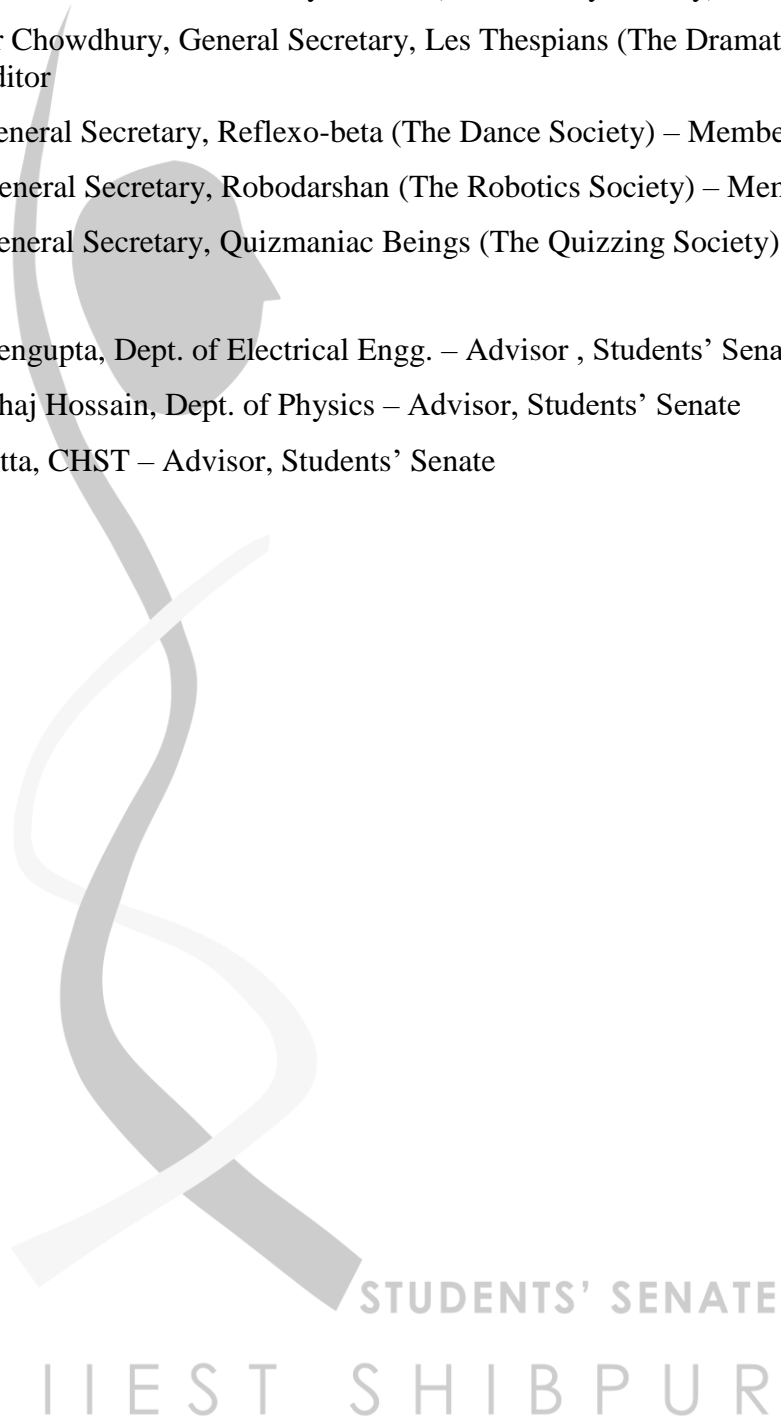 r Chowdhury, General Secretary, Les Thespians (The Dramat
ditor
eneral Secretary, Reflexo-beta (The Dance Society) – Membe
eneral Secretary, Robodarshan (The Robotics Society) – Mem
eneral Secretary, Quizmaniac Beings (The Quizzing Society)
engupta, Dept. of Electrical Engg. – Advisor , Students’ Sena
haj Hossain, Dept. of Physics – Advisor, Students’ Senate
tta, CHST – Advisor, Students’ Senate
STUDENTS’ SENATE
IIEST SHIBPUR